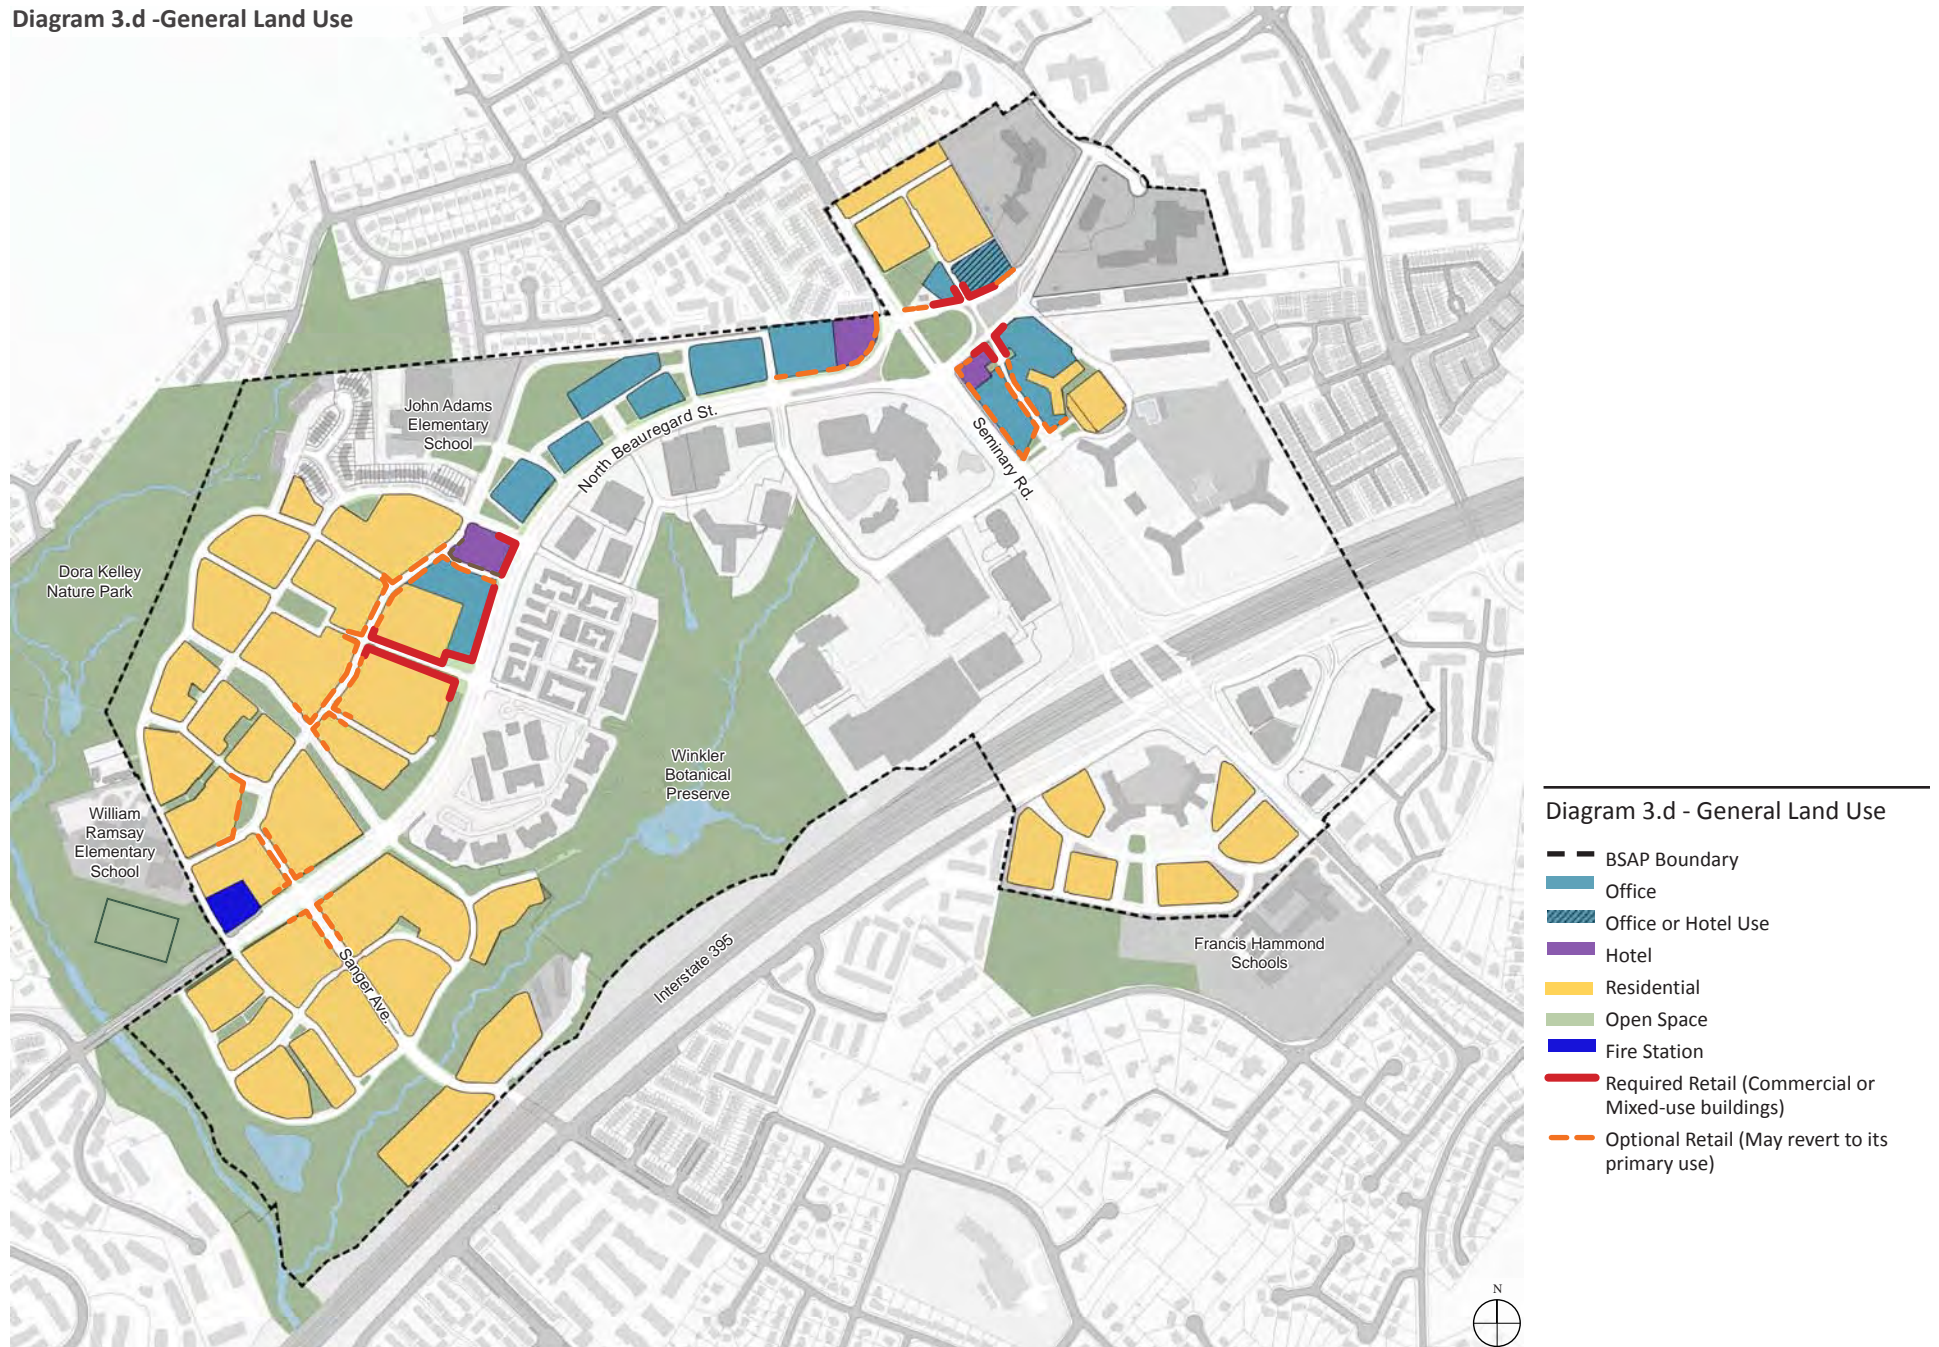 Diagram 3.d -General Land Use
John Adams
Elementary
School
North Beauregard St.
Seminary Rd.
Dora Kelley
Nature Park
Winkler
Botanical
Preserve
William
Ramsay
Elementary
School
Sanger Ave.
Interstate 395
Francis Hammond
Schools
Diagram 3.d - General Land Use
BSAP Boundary
Office
Office or Hotel Use
Hotel
Residential
Open Space
Fire Station
Required Retail (Commercial or
Mixed-use buildings)
Optional Retail (May revert to its
primary use)
N